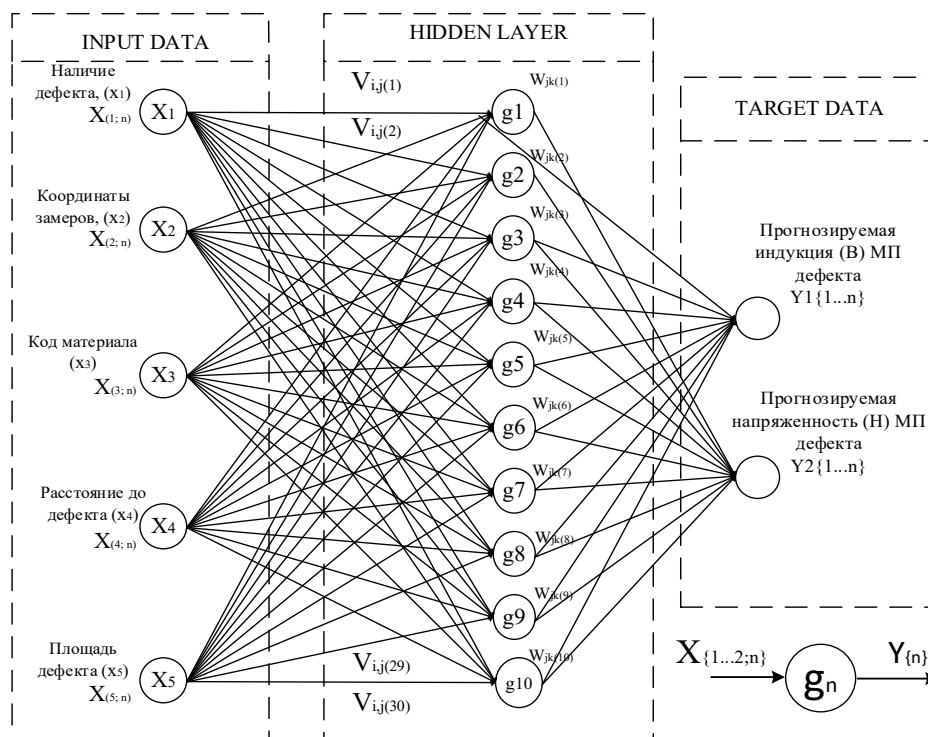 INPUT DATA
Наличие
дефекта, (x1)
X(1; n)
X1
Координаты
замеров, (x2)
X(2; n)
X2
Код материала
(x3)
X(3; n)
X3
Расстояние до
дефекта (x4)
X(4; n)
X4
Площадь
дефекта (x5)
X(5; n)
X5
HIDDEN LAYER
Vi,j(1)
Vi,j(2)
Vi,j(29)
Vi,j(30)
Wjk(1)
g1
Wjk(2)
g2
Wjk(3)
g3
Wjk(4)
g4
Wjk(5)
g5
Wjk(6)
g6
Wjk(7)
g7
Wjk(8)
g8
Wjk(9)
g9
Wjk(10)
g10
TARGET DATA
Прогнозируемая
индукция (B) МП
дефекта
Y1{1...n}
Прогнозируемая
напряженность (H) МП
дефекта
Y2{1...n}
X{1...2;n}
gn
Y{n}